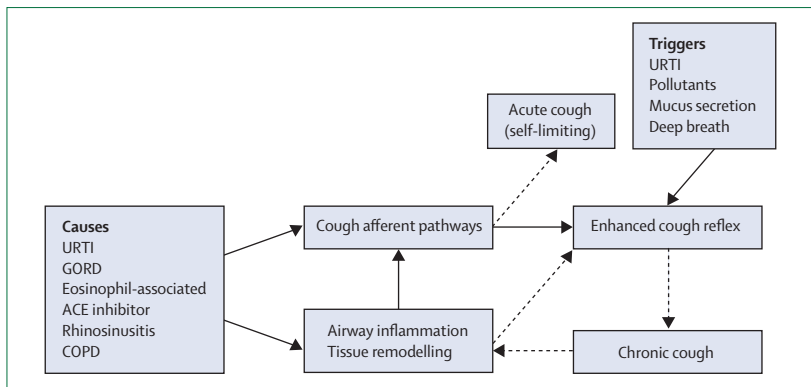 Triggers
URTI
Pollutants
Mucus secretion
Deep breath
Acute cough
(self-limiting)
Causes
URTI
GORD
Eosinophil-associated
ACE inhibitor
Rhinosinusitis
COPD
Cough afferent pathways
Enhanced cough reflex
Airway inflammation
Tissue remodelling
Chronic cough